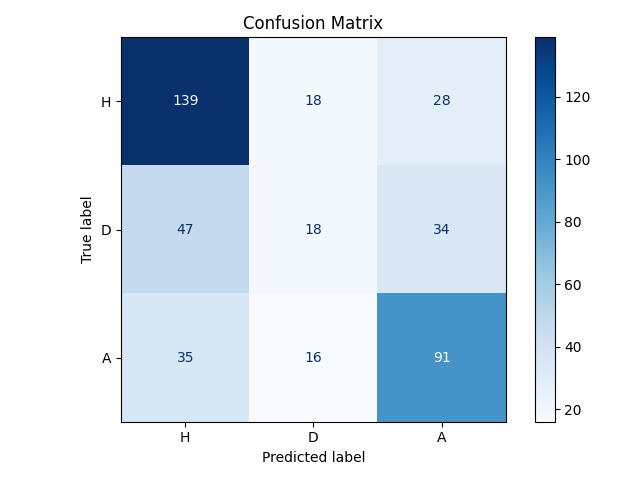 Confusion Matrix
H 139 18 28
D 47 18 34
A 35 16 91
H D A
Predicted label
True label
120
100
80
60
40
20